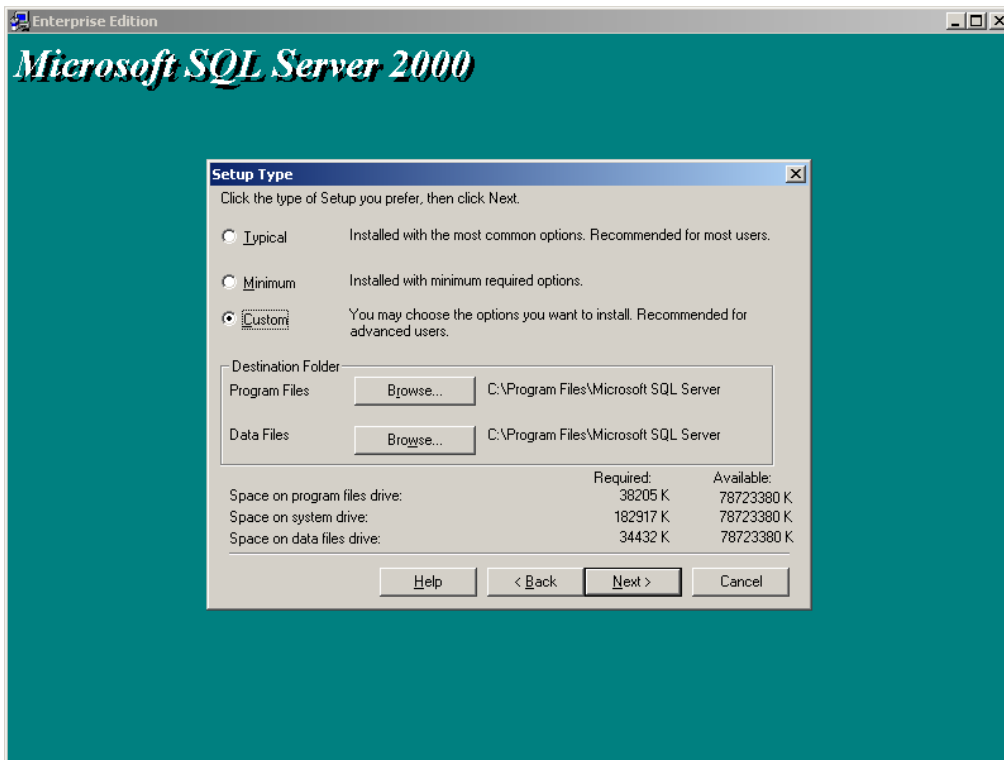 Enterprise Edition
Microsoft SQL Server 2000
Setup Type
Click the type of Setup you prefer, then click Next.
Typical Installed with the most common options. Recommended for most users.
Minimum Installed with minimum required options.
Custom You may choose the options you want to install. Recommended for
advanced users.
Destination Folder
Program Files Browse... C:\Program Files\Microsoft SQL Server
Data Files Browse... C:\Program Files\Microsoft SQL Server
Required: Available:
Space on program files drive: 38205 K 78723380 K
Space on system drive: 182917 K 78723380 K
Space on data files drive: 34432 K 78723380 K
Help < Back Next > Cancel